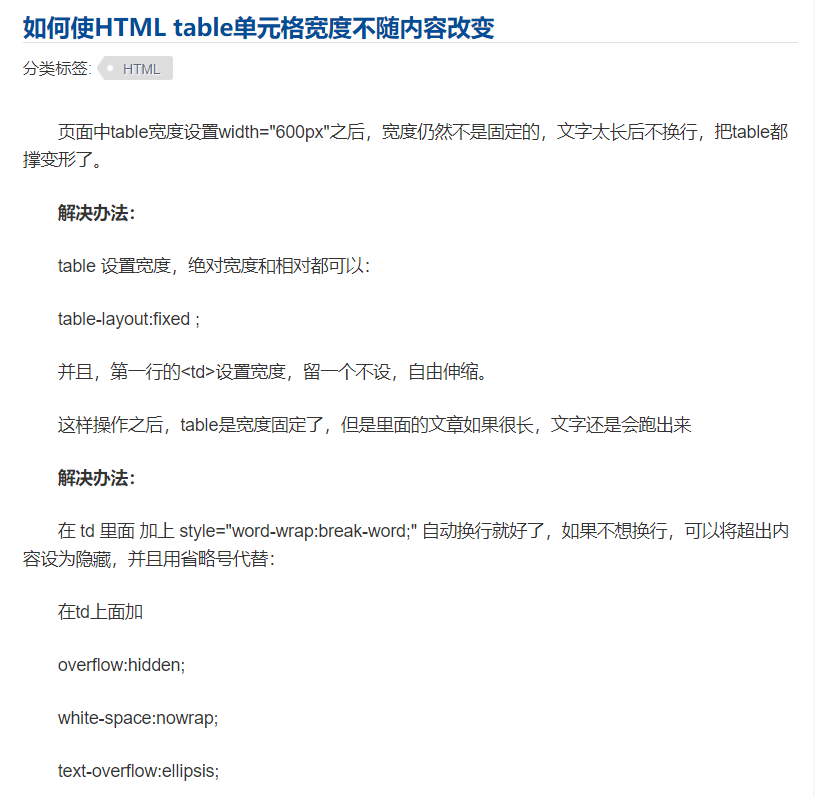 如何使HTML table单元格宽度不随内容改变
分类标签: HTML
页面中table宽度设置width="600px"之后，宽度仍然不是固定的，文字太长后不换行，把table都
撑变形了。
解决办法：
table 设置宽度，绝对宽度和相对都可以：
table-layout:fixed ;
并且，第一行的<td>设置宽度，留一个不设，自由伸缩。
这样操作之后，table是宽度固定了，但是里面的文章如果很长，文字还是会跑出来
解决办法：
在 td 里面 加上 style="word-wrap:break-word;" 自动换行就好了，如果不想换行，可以将超出内
容设为隐藏，并且用省略号代替：
在td上面加
overflow:hidden;
white-space:nowrap;
text-overflow:ellipsis;